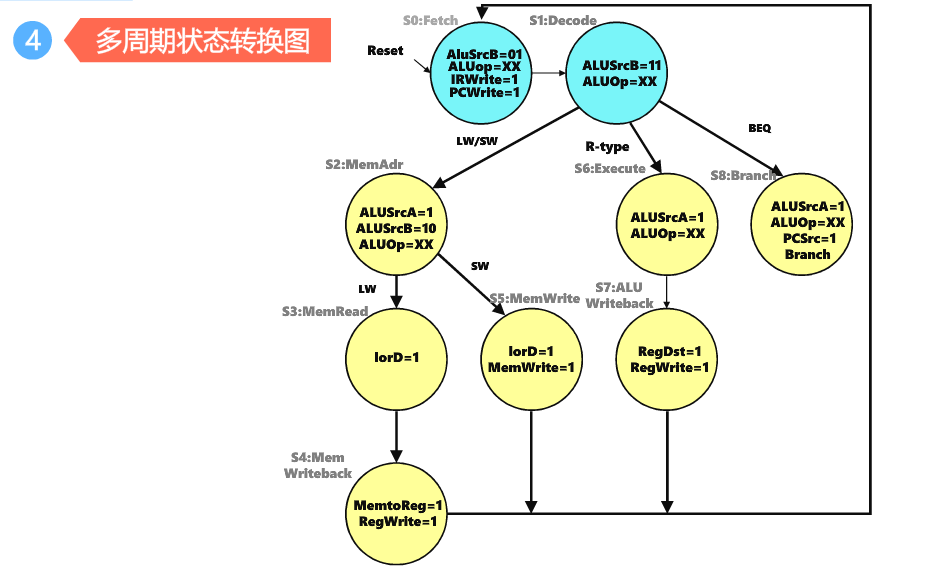 4
多周期状态转换图
S0:Fetch
S1:Decode
Reset
AluSrcB=01
ALUop=XX
IRWrite=1
PCWrite=1
ALUSrcB=11
ALUOp=XX
LW/SW
R-type
BEQ
S2:MemAdr
S6:Execute
S8:Branch
ALUSrcA=1
ALUSrcB=10
ALUOp=XX
ALUSrcA=1
ALUOp=XX
ALUSrcA=1
ALUOp=XX
PCSrc=1
Branch
LW
SW
S3:MemRead
S5:MemWrite
S7:ALU
Writeback
IorD=1
IorD=1
MemWrite=1
RegDst=1
RegWrite=1
S4:Mem
Writeback
MemtoReg=1
RegWrite=1